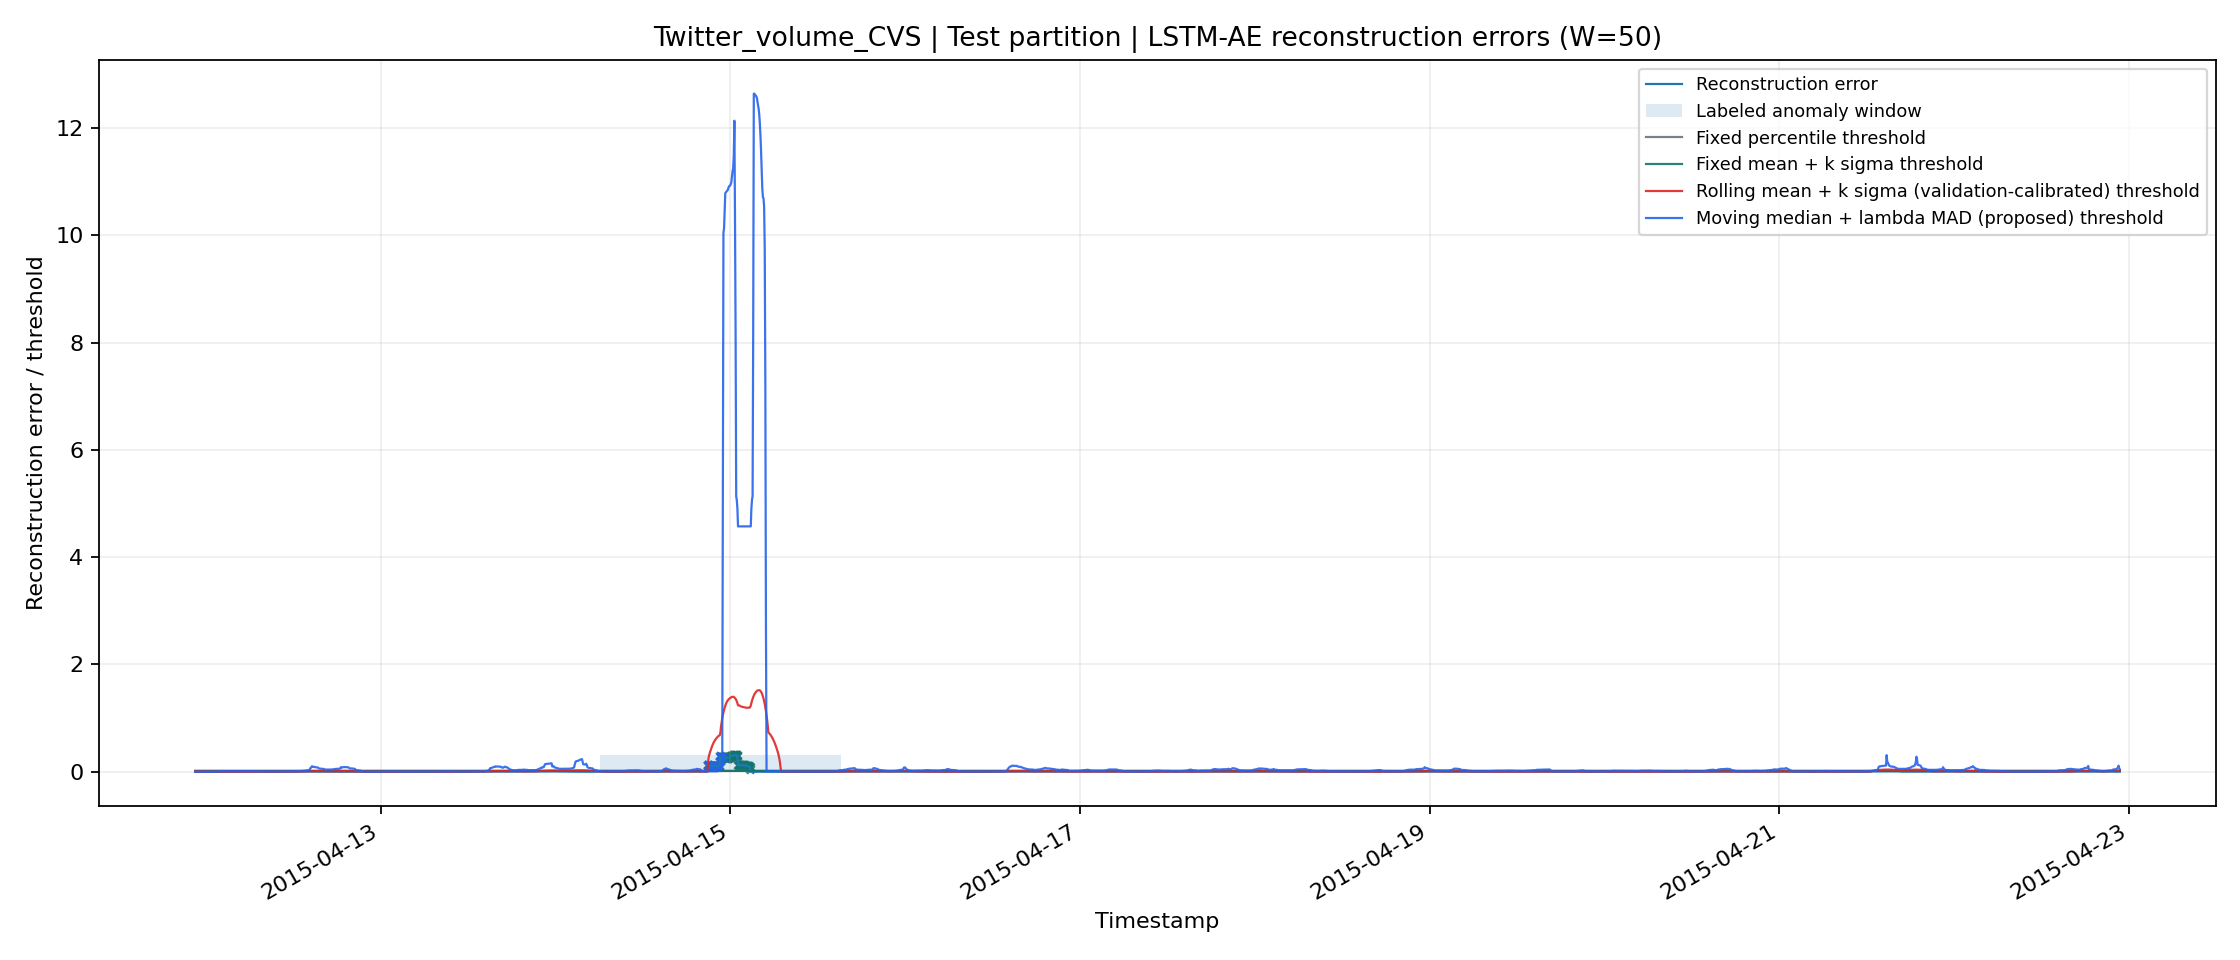 Twitter_volume_CVS | Test partition | LSTM-AE reconstruction errors (W=50)
Reconstruction error
Labeled anomaly window
Fixed percentile threshold
Fixed mean + k sigma threshold
Rolling mean + k sigma (validation-calibrated) threshold
Moving median + lambda MAD (proposed) threshold
Reconstruction error / threshold
12
10
8
6
4
2
0
2015-04-13
2015-04-15
2015-04-17
2015-04-19
2015-04-21
2015-04-23
Timestamp